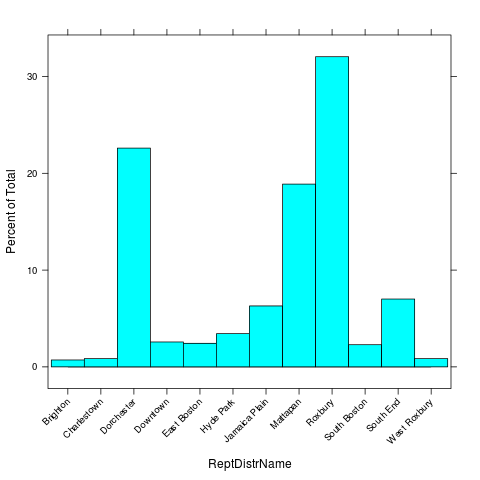 Percent of Total
30
20
10
0
Brighton
Charlestown
Dorchester
Downtown
East Boston
Hyde Park
Jamaica Plain
Mattapan
Roxbury
South Boston
South End
West Roxbury
ReptDistrName